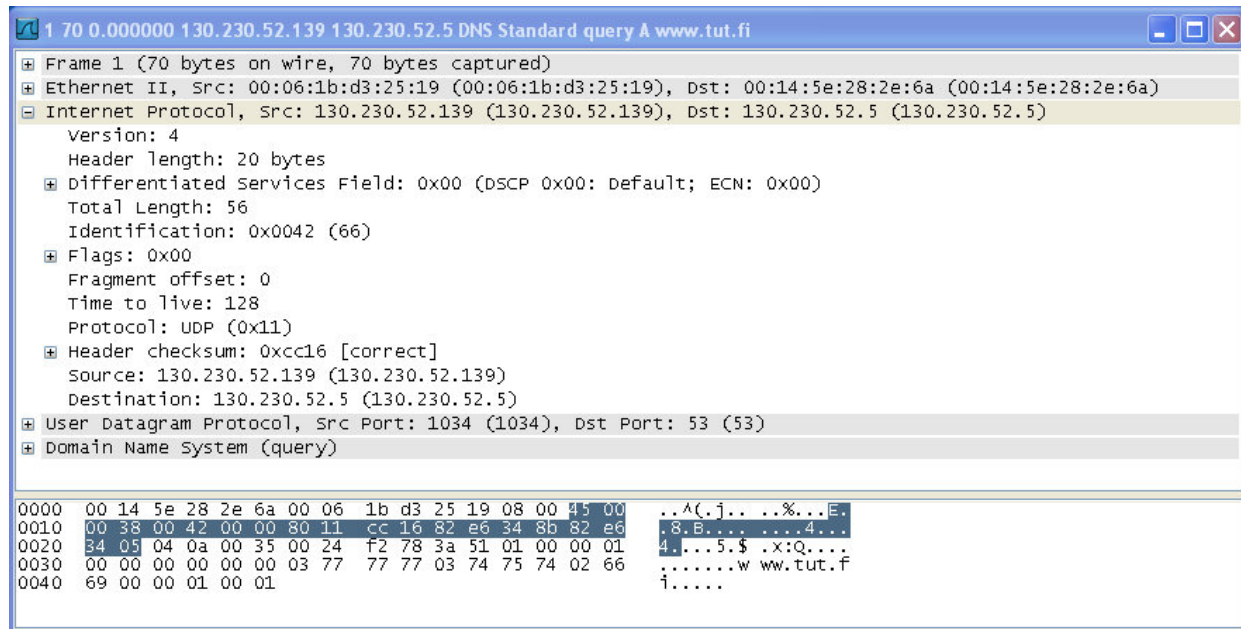 1 70 0.000000 130.230.52.139 130.230.52.5 DNS Standard query A www.tut.fi
Frame 1 (70 bytes on wire, 70 bytes captured)
Ethernet II, Src: 00:06:1b:d3:25:19 (00:06:1b:d3:25:19), Dst: 00:14:5e:28:2e:6a (00:14:5e:28:2e:6a)
Internet Protocol, Src: 130.230.52.139 (130.230.52.139), Dst: 130.230.52.5 (130.230.52.5)
Version: 4
Header length: 20 bytes
Differentiated Services Field: 0x00 (DSCP 0x00: Default; ECN: 0x00)
Total Length: 56
Identification: 0x0042 (66)
Flags: 0x00
Fragment offset: 0
Time to live: 128
Protocol: UDP (0x11)
Header checksum: 0xcc16 [correct]
Source: 130.230.52.139 (130.230.52.139)
Destination: 130.230.52.5 (130.230.52.5)
User Datagram Protocol, Src Port: 1034 (1034), Dst Port: 53 (53)
Domain Name System (query)
0000 00 14 5e 28 2e 6a 00 06 1b d3 25 19 08 00 45 00 ..^(.j.. ..%...E.
0010 00 38 00 42 00 00 80 11 cc 16 82 e6 34 8b 82 e6 .8.B.... ....4...
0020 34 05 04 0a 00 35 00 24 f2 78 3a 51 01 00 00 01 4....5.$ .x:Q....
0030 00 00 00 00 00 00 03 77 77 77 03 74 75 74 02 66 .......w ww.tut.f
0040 69 00 00 01 00 01 i.....